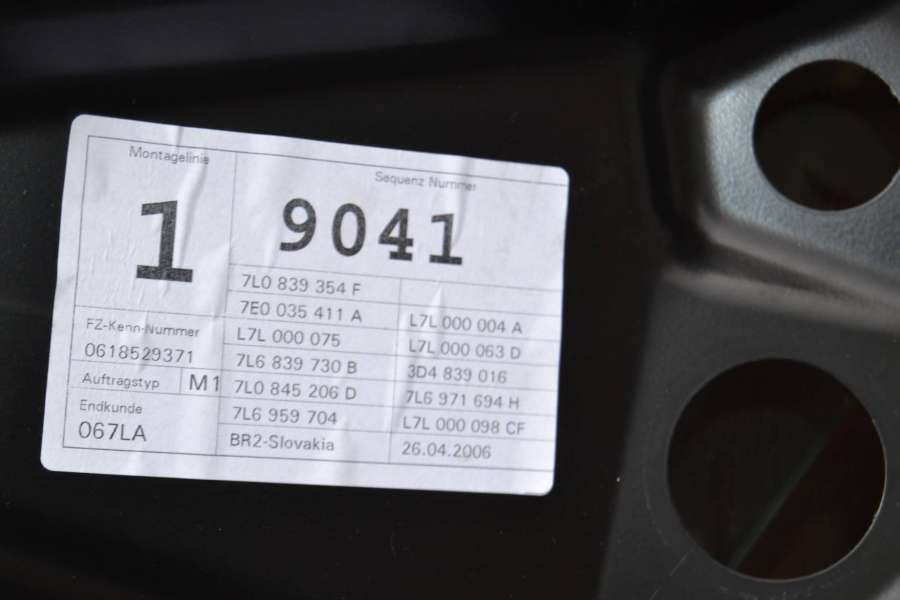 Montagelinie
Sequenz Nummer
1
9041
7L0 839 354 F
7E0 035 411 A
L7L 000 004 A
FZ-Kenn-Nummer
L7L 000 075
L7L 000 063 D
0618529371
7L6 839 730 B
3D4 839 016
Auftragstyp
M1
7L0 845 206 D
7L6 971 694 H
Endkunde
7L6 959 704
L7L 000 098 CF
067LA
BR2-Slovakia
26.04.2006